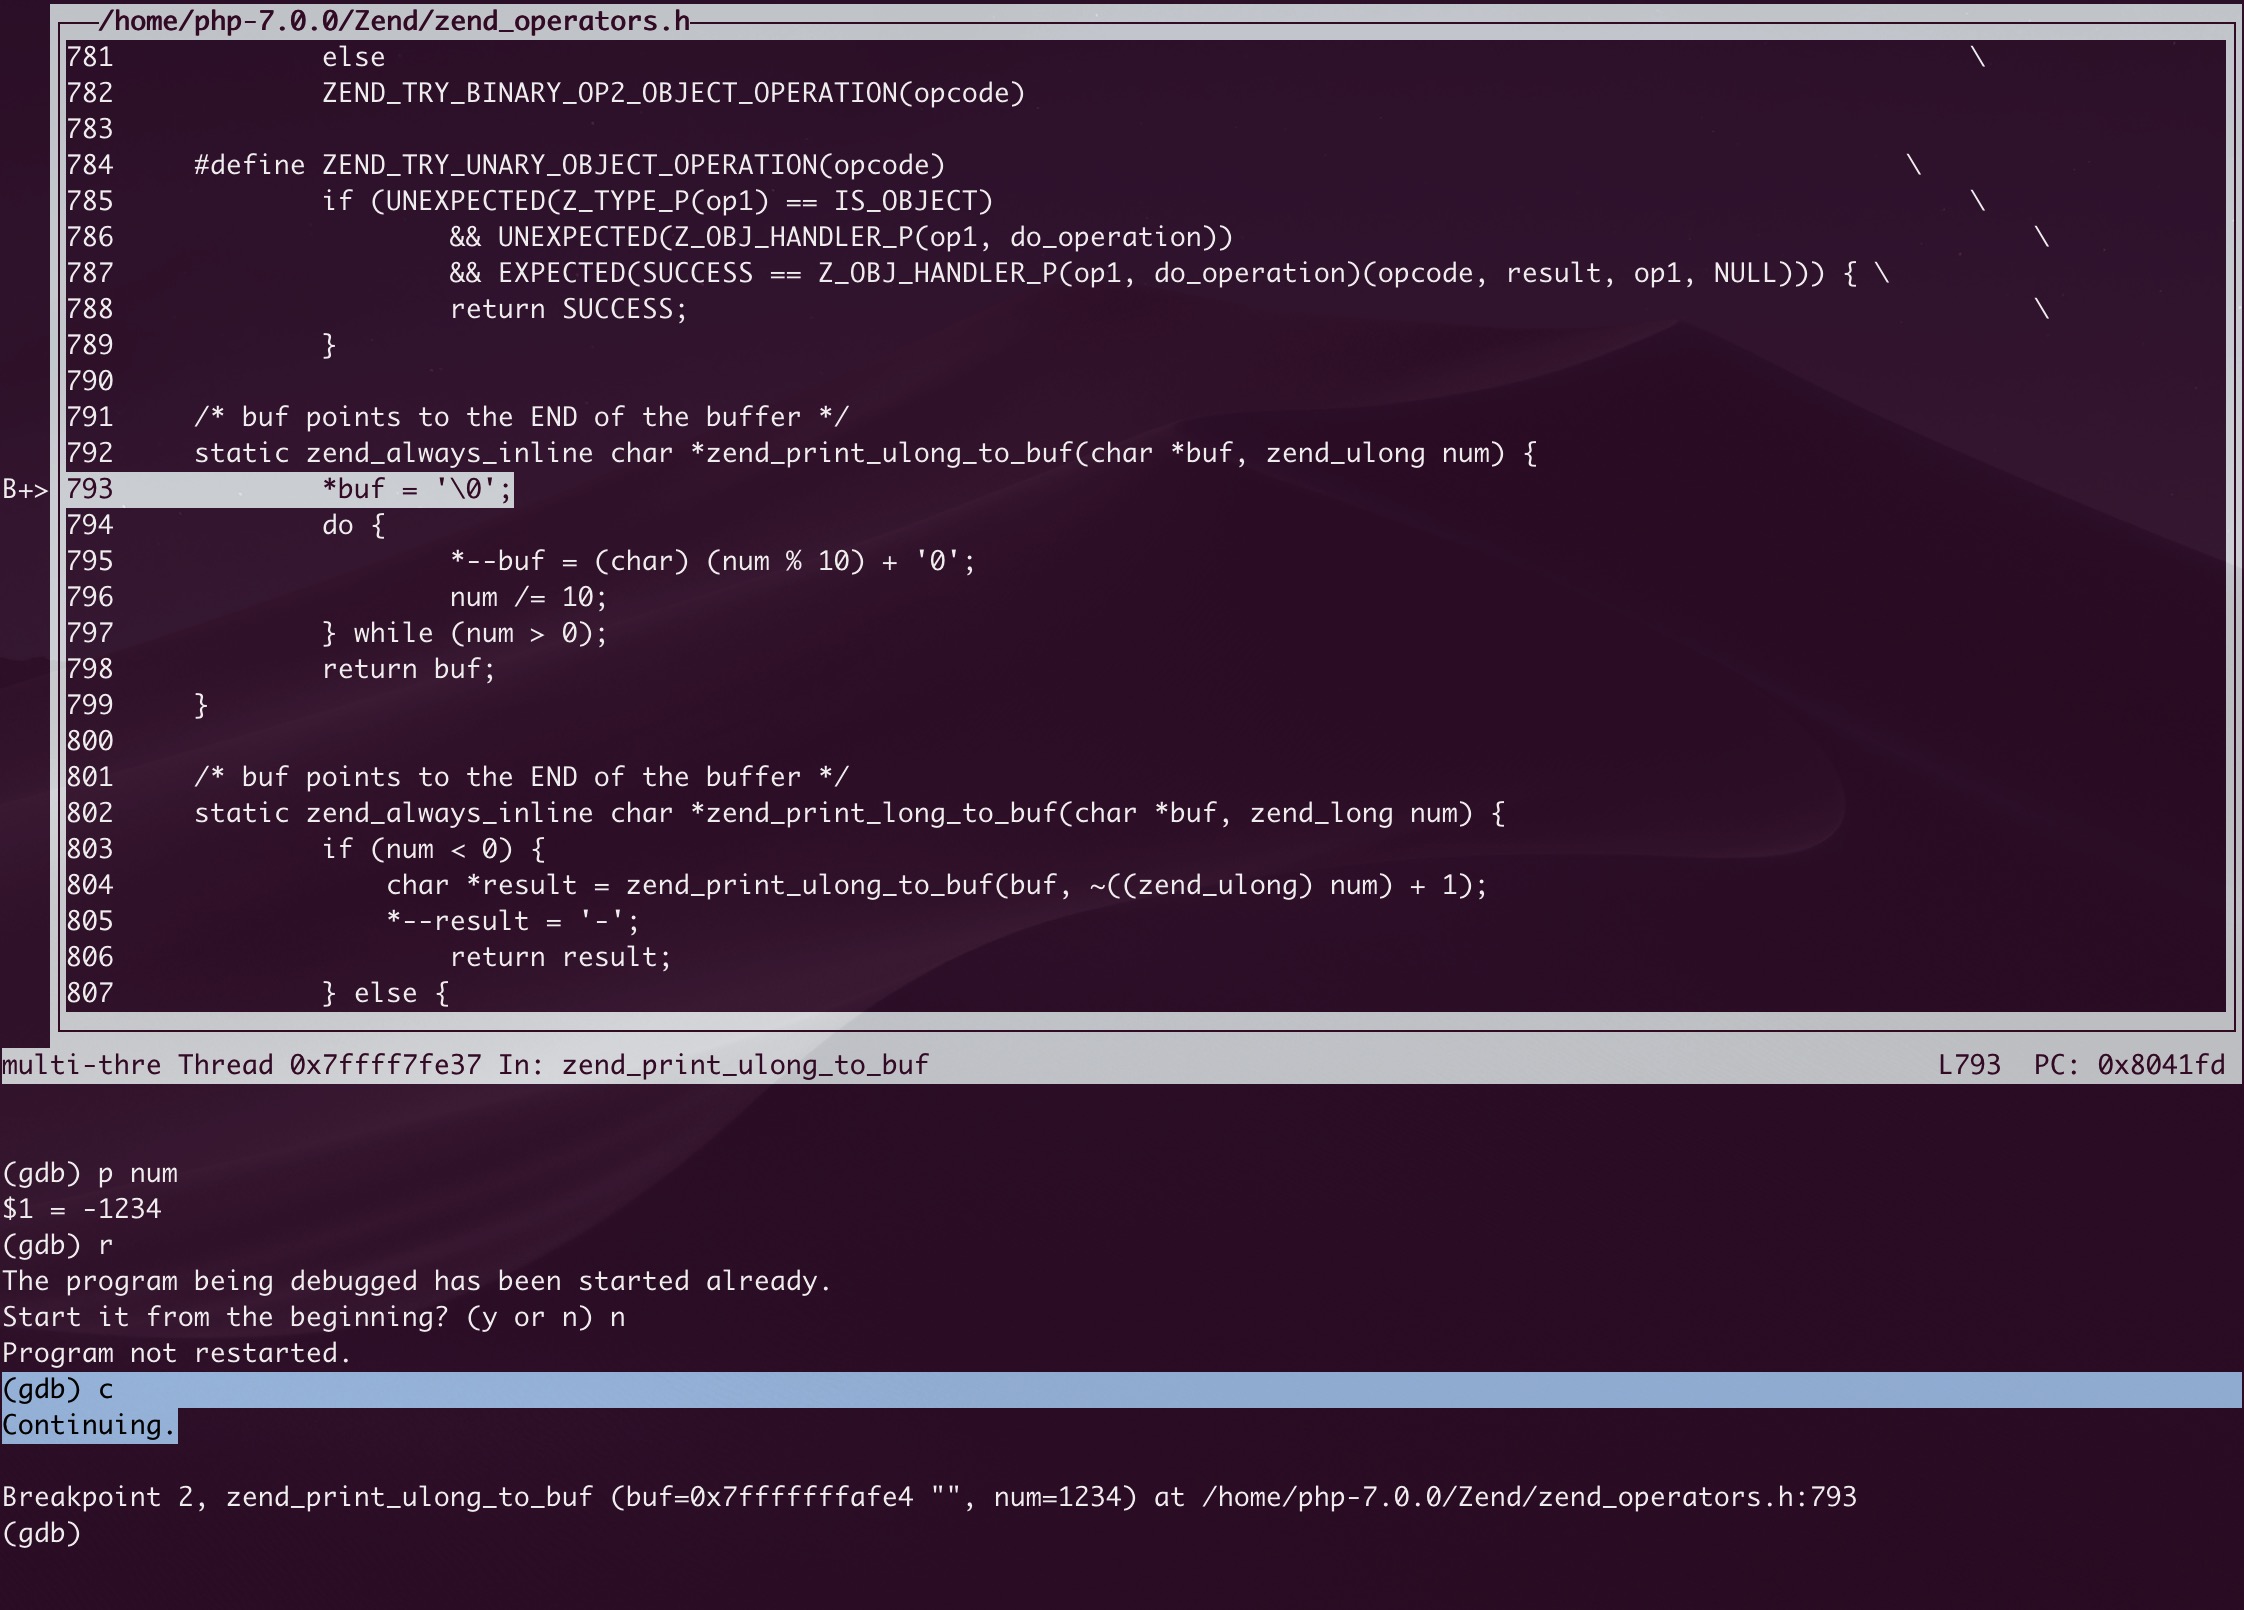 /home/php-7.0.0/Zend/zend_operators.h
781             else                                                                                                   \
782             ZEND_TRY_BINARY_OP2_OBJECT_OPERATION(opcode)
783
784     #define ZEND_TRY_UNARY_OBJECT_OPERATION(opcode)                                                            \
785             if (UNEXPECTED(Z_TYPE_P(op1) == IS_OBJECT)                                                             \
786                     && UNEXPECTED(Z_OBJ_HANDLER_P(op1, do_operation))                                                  \
787                     && EXPECTED(SUCCESS == Z_OBJ_HANDLER_P(op1, do_operation)(opcode, result, op1, NULL))) { \
788                     return SUCCESS;                                                                                    \
789             }
790
791     /* buf points to the END of the buffer */
792     static zend_always_inline char *zend_print_ulong_to_buf(char *buf, zend_ulong num) {
B+> 793             *buf = '\0';
794             do {
795                     *--buf = (char) (num % 10) + '0';
796                     num /= 10;
797             } while (num > 0);
798             return buf;
799     }
800
801     /* buf points to the END of the buffer */
802     static zend_always_inline char *zend_print_long_to_buf(char *buf, zend_long num) {
803             if (num < 0) {
804                 char *result = zend_print_ulong_to_buf(buf, ~((zend_ulong) num) + 1);
805                 *--result = '-';
806                     return result;
807             } else {
multi-thre Thread 0x7ffff7fe37 In: zend_print_ulong_to_buf                                                               L793  PC: 0x8041fd
(gdb) p num
$1 = -1234
(gdb) r
The program being debugged has been started already.
Start it from the beginning? (y or n) n
Program not restarted.
(gdb) c
Continuing.
Breakpoint 2, zend_print_ulong_to_buf (buf=0x7fffffffafe4 "", num=1234) at /home/php-7.0.0/Zend/zend_operators.h:793
(gdb)